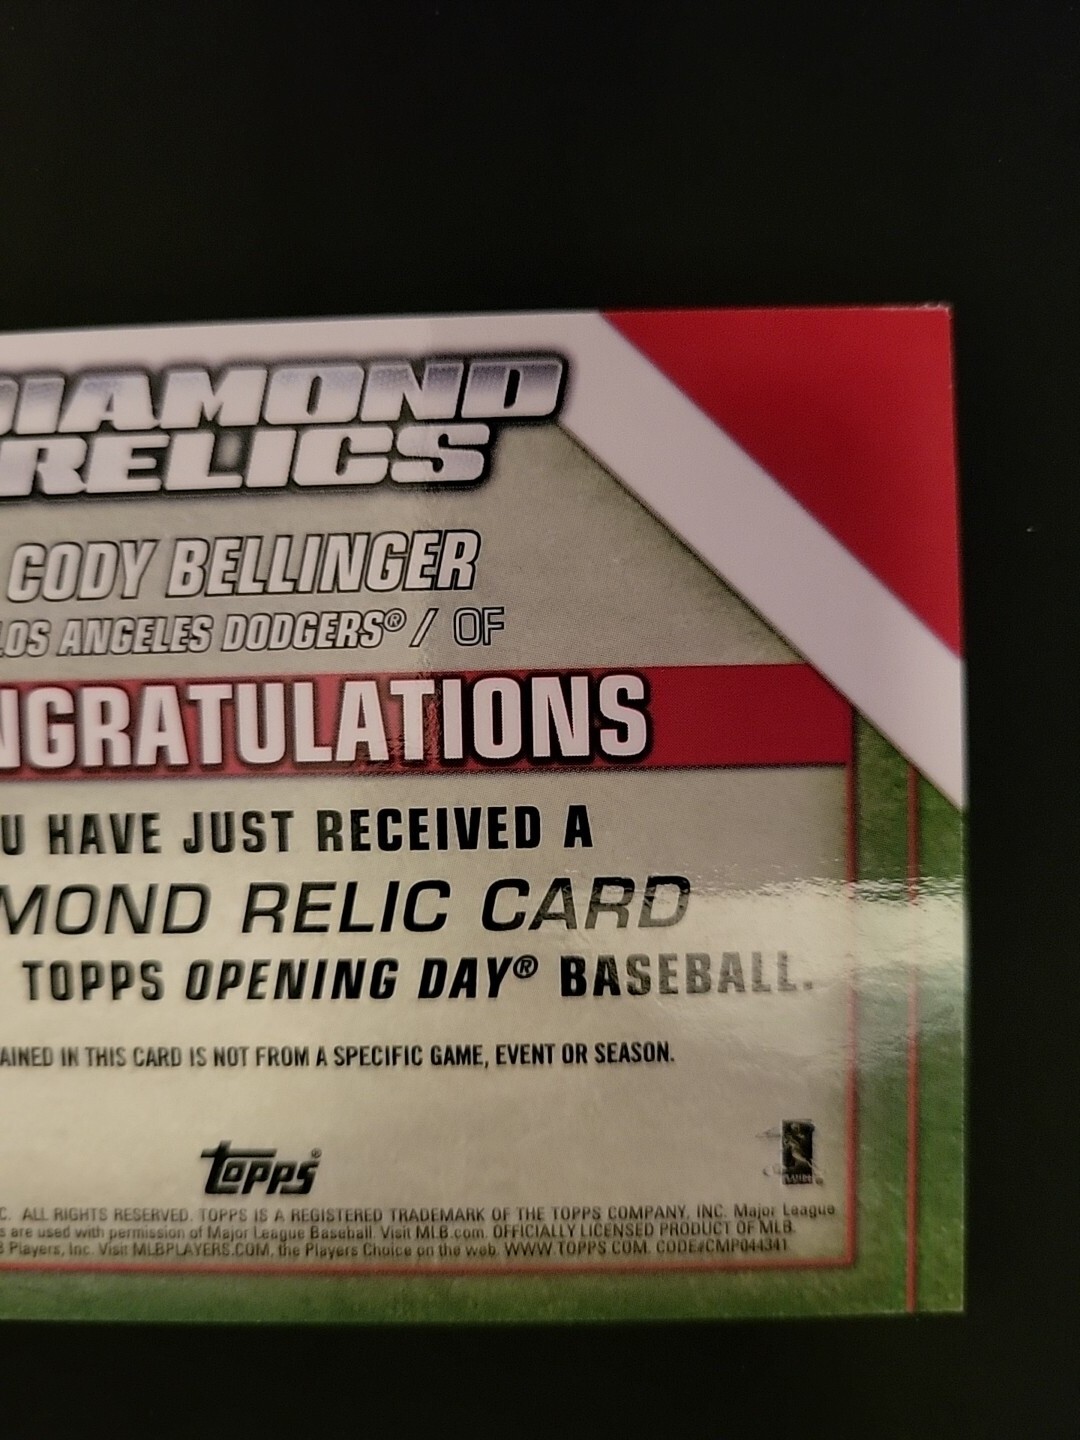 DIAMOND
RELICS
CODY BELLINGER
LOS ANGELES DODGERS® / OF
NGRATULATIONS
U HAVE JUST RECEIVED A
MOND RELIC CARD
TOPPS OPENING DAY® BASEBALL.
AINED IN THIS CARD IS NOT FROM A SPECIFIC GAME, EVENT OR SEASON.
topps®
C. ALL RIGHTS RESERVED. TOPPS IS A REGISTERED TRADEMARK OF THE TOPPS COMPANY, INC. Major League
s are used with permission of Major League Baseball. Visit MLB.com. OFFICIALLY LICENSED PRODUCT OF MLB.
B Players, Inc. Visit MLBPLAYERS.COM, the Players Choice on the web. WWW.TOPPS.COM. CODE#CMP044341